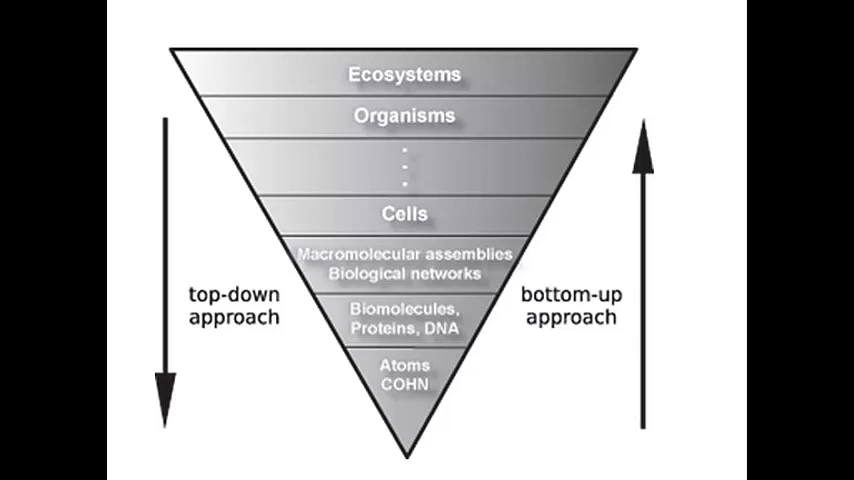 Ecosystems
Organisms
Cells
Macromolecular assemblies
Biological networks
top-down
approach
bottom-up
approach
Biomolecules,
Proteins, DNA
Atoms
COHN